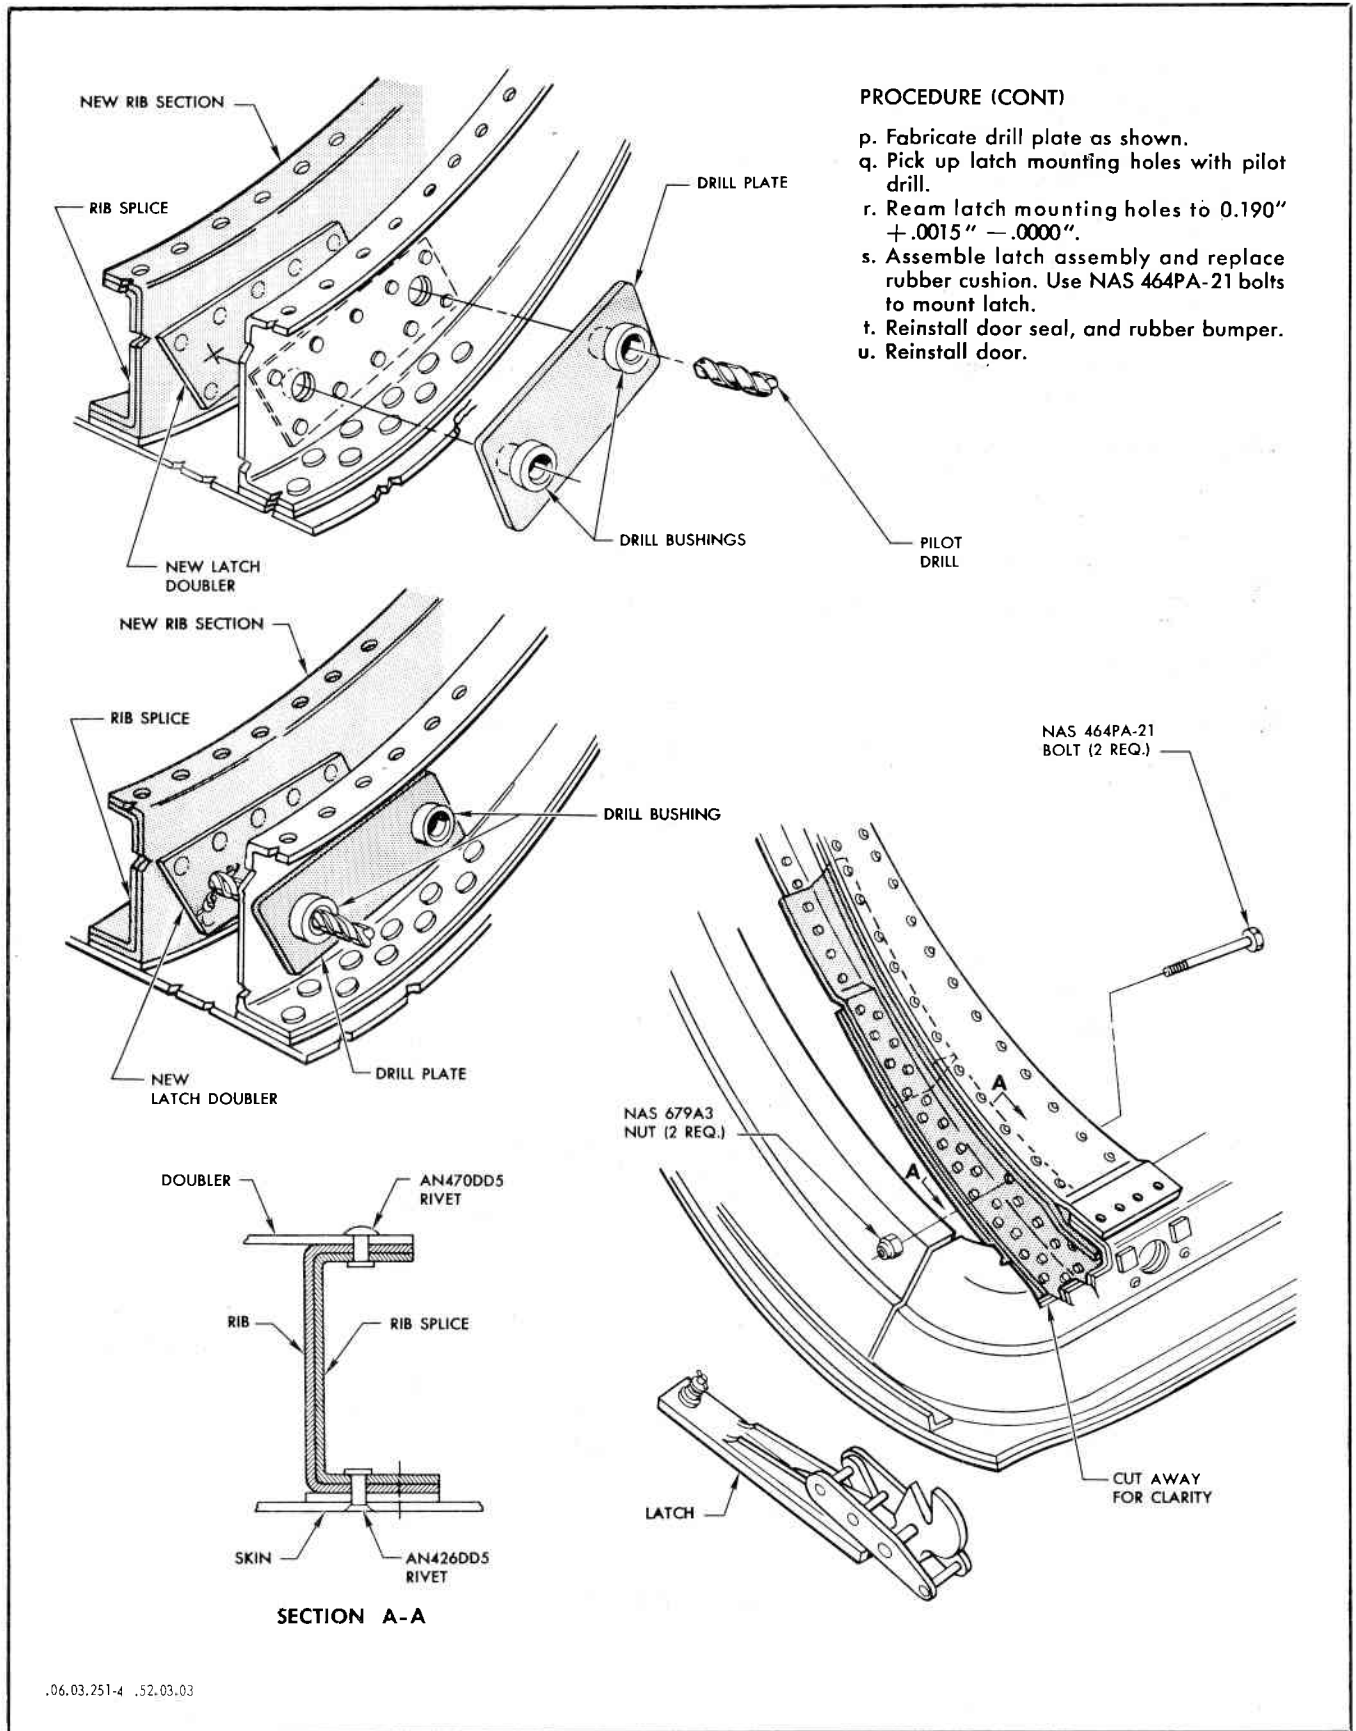 NEW RIB SECTION
RIB SPLICE
DRILL PLATE
DRILL BUSHINGS
PILOT
DRILL
NEW LATCH
DOUBLER
PROCEDURE (CONT)
p. Fabricate drill plate as shown.
q. Pick up latch mounting holes with pilot
drill.
r. Ream latch mounting holes to 0.190"
+.0015" -.0000".
s. Assemble latch assembly and replace
rubber cushion. Use NAS 464PA-21 bolts
to mount latch.
t. Reinstall door seal, and rubber bumper.
u. Reinstall door.
NEW RIB SECTION
RIB SPLICE
DRILL BUSHING
DRILL PLATE
NEW
LATCH DOUBLER
NAS 464PA-21
BOLT (2 REQ.)
A
NAS 679A3
NUT (2 REQ.)
A
CUT AWAY
FOR CLARITY
LATCH
DOUBLER
AN470DD5
RIVET
RIB
RIB SPLICE
SKIN
AN426DD5
RIVET
SECTION A-A
.06.03.251-4 .52.03.03